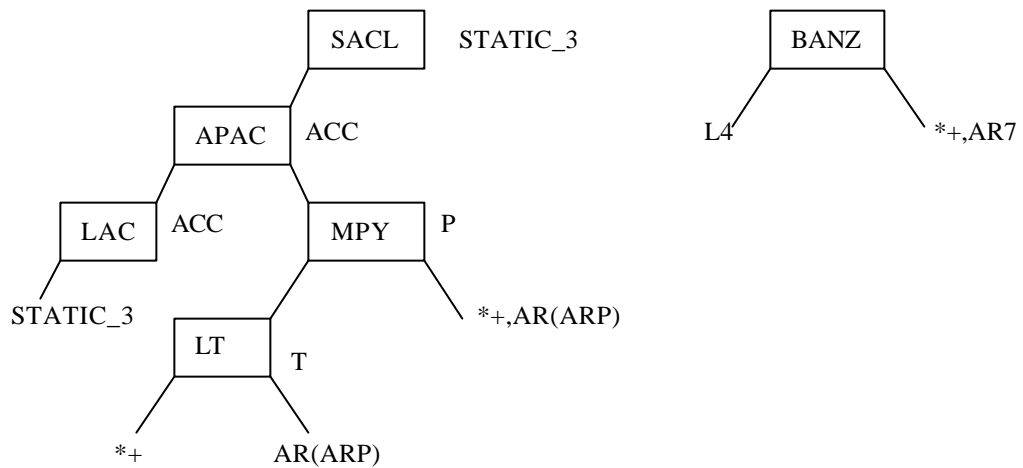 SACL STATIC_3 BANZ
APAC ACC L4 *+,AR7
LAC ACC MPY P
STATIC_3 *+,AR(ARP)
LT T
*+ AR(ARP)